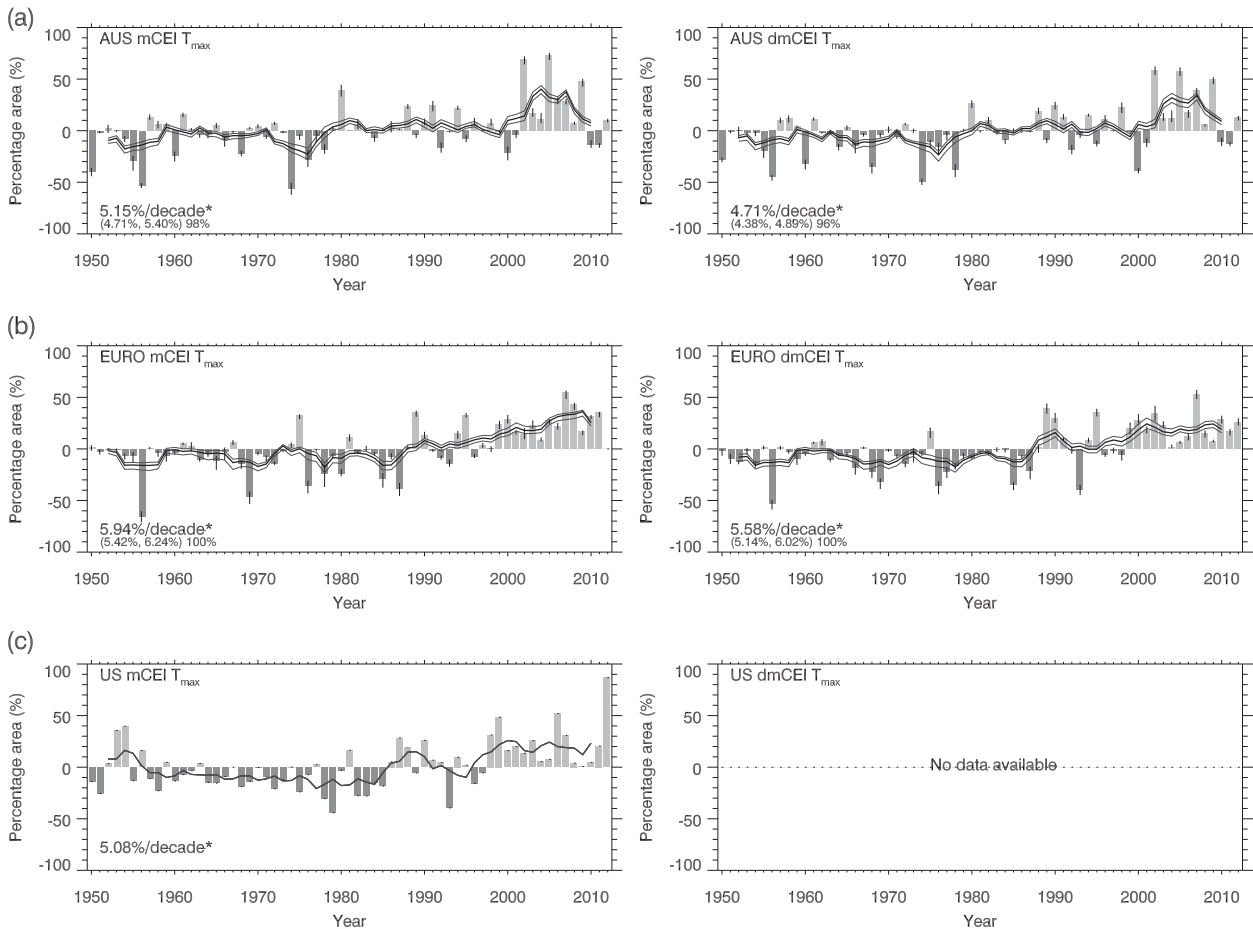 (a)
AUS mCEI Tmax
100
50
0
-50
-100
Percentage area (%)
5.15%/decade*
(4.71%, 5.40%) 98%
1950 1960 1970 1980 1990 2000 2010
Year
AUS dmCEI Tmax
100
50
0
-50
-100
Percentage area (%)
4.71%/decade*
(4.38%, 4.89%) 96%
1950 1960 1970 1980 1990 2000 2010
Year
(b)
EURO mCEI Tmax
100
50
0
-50
-100
Percentage area (%)
5.94%/decade*
(5.42%, 6.24%) 100%
1950 1960 1970 1980 1990 2000 2010
Year
EURO dmCEI Tmax
100
50
0
-50
-100
Percentage area (%)
5.58%/decade*
(5.14%, 6.02%) 100%
1950 1960 1970 1980 1990 2000 2010
Year
(c)
US mCEI Tmax
100
50
0
-50
-100
Percentage area (%)
5.08%/decade*
1950 1960 1970 1980 1990 2000 2010
Year
US dmCEI Tmax
100
50
0
-50
-100
Percentage area (%)
No data available
1950 1960 1970 1980 1990 2000 2010
Year